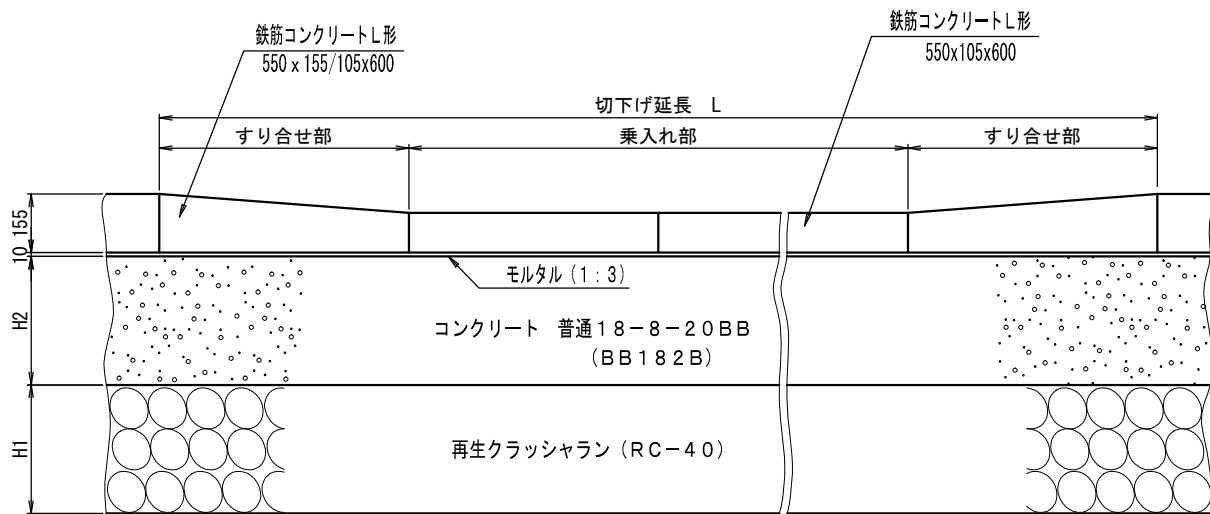 鉄筋コンクリートL形
550x155/105x600
鉄筋コンクリートL形
550x105x600
切下げ延長 L
すり合せ部
乗入れ部
すり合せ部
155
10
モルタル(1:3)
H2
コンクリート 普通18-8-20BB
(BB182B)
H1
再生クラッシャラン(RC-40)